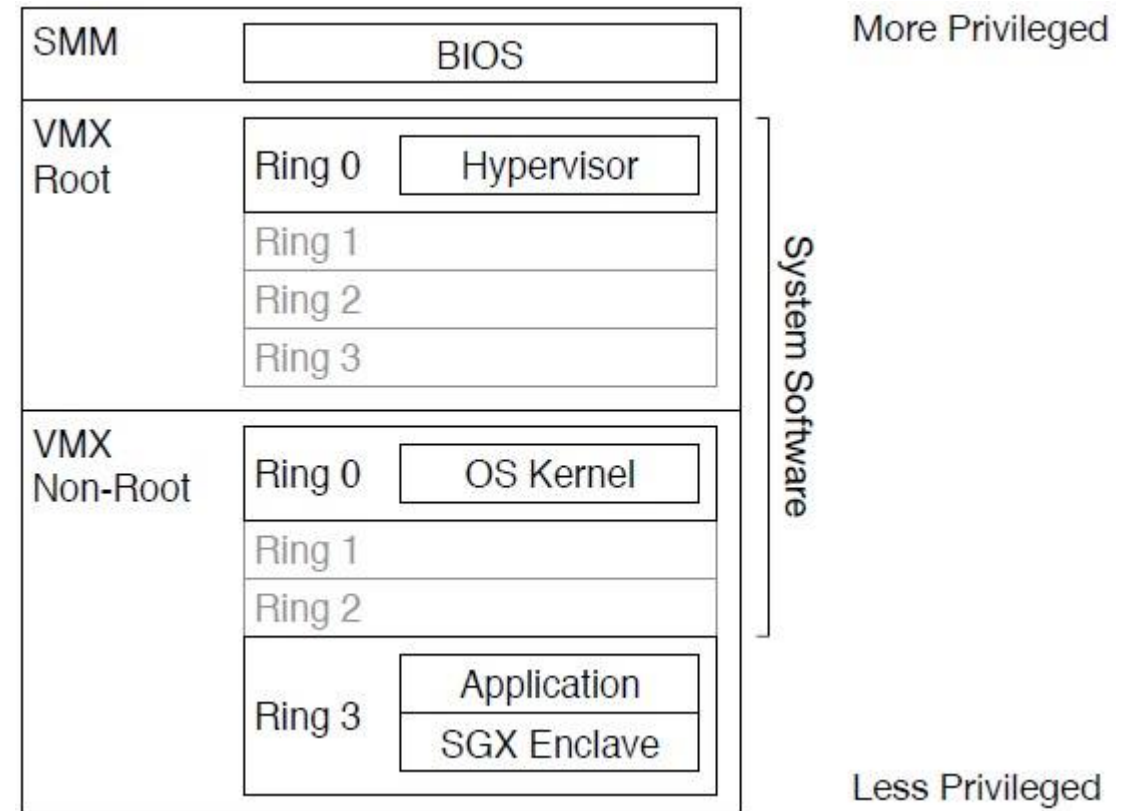 SMM
BIOS
More Privileged
VMX
Root
Ring 0
Hypervisor
Ring 1
Ring 2
Ring 3
System Software
VMX
Non-Root
Ring 0
OS Kernel
Ring 1
Ring 2
Ring 3
Application
SGX Enclave
Less Privileged